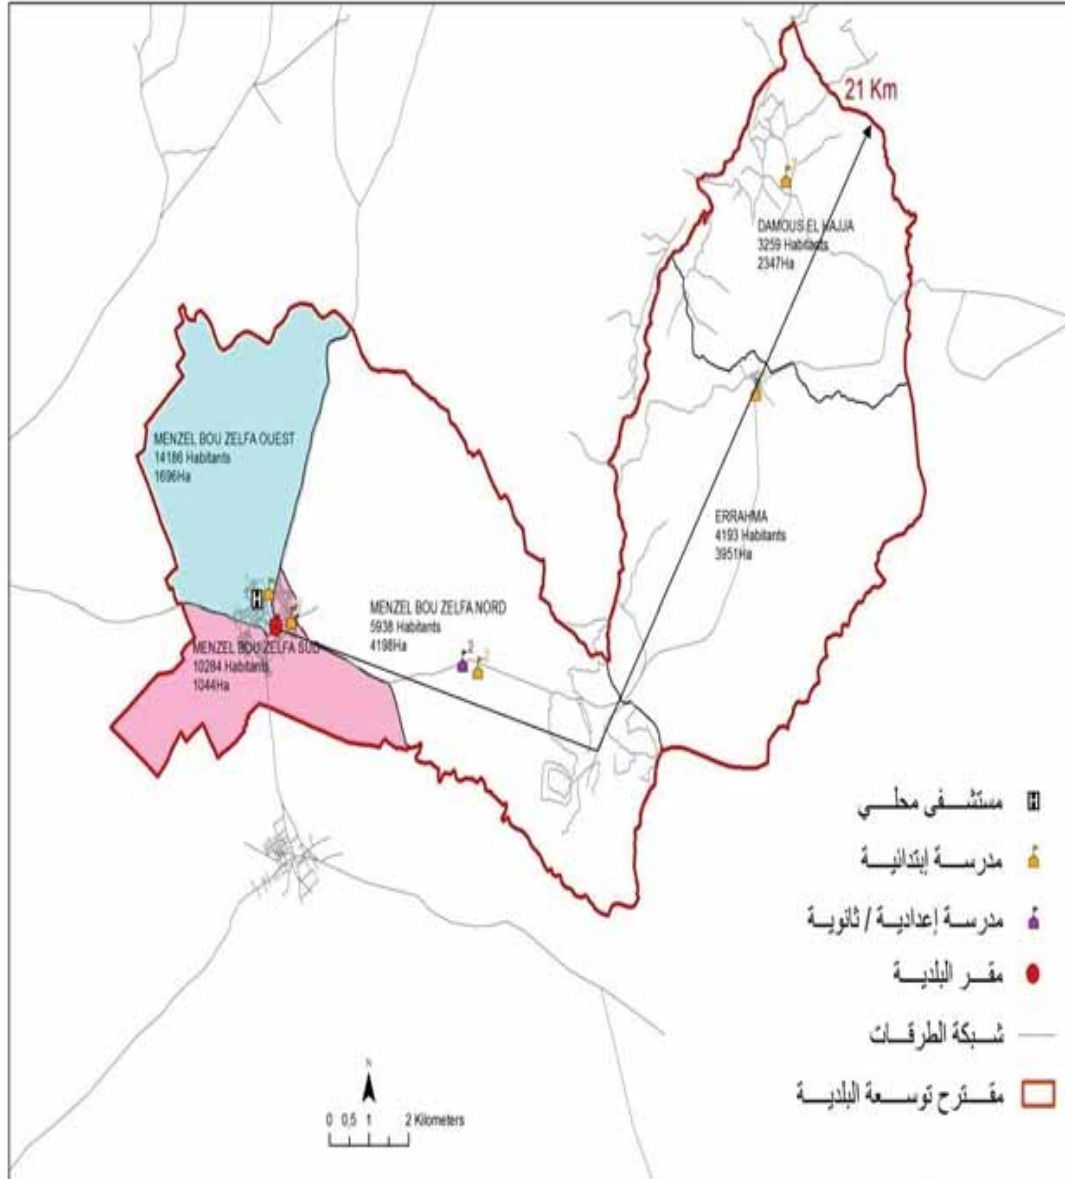 21 Km
DAMOUS EL HAJJA
3259 Habitants
2347Ha
MENZEL BOU ZELFA OUEST
14186 Habitants
1696Ha
ERRAHMA
4193 Habitants
3951Ha
MENZEL BOU ZELFA NORD
5938 Habitants
4198Ha
H
2
MENZEL BOU ZELFA SUD
10284 Habitants
1044Ha
مستشفى محلي
H
مدرسة إبتدائية
مدرسة إعدادية / ثانوية
مقر البلدية
شبكة الطرقات
مقترح توسعة البلدية
N
0 0,5 1 2 Kilometers